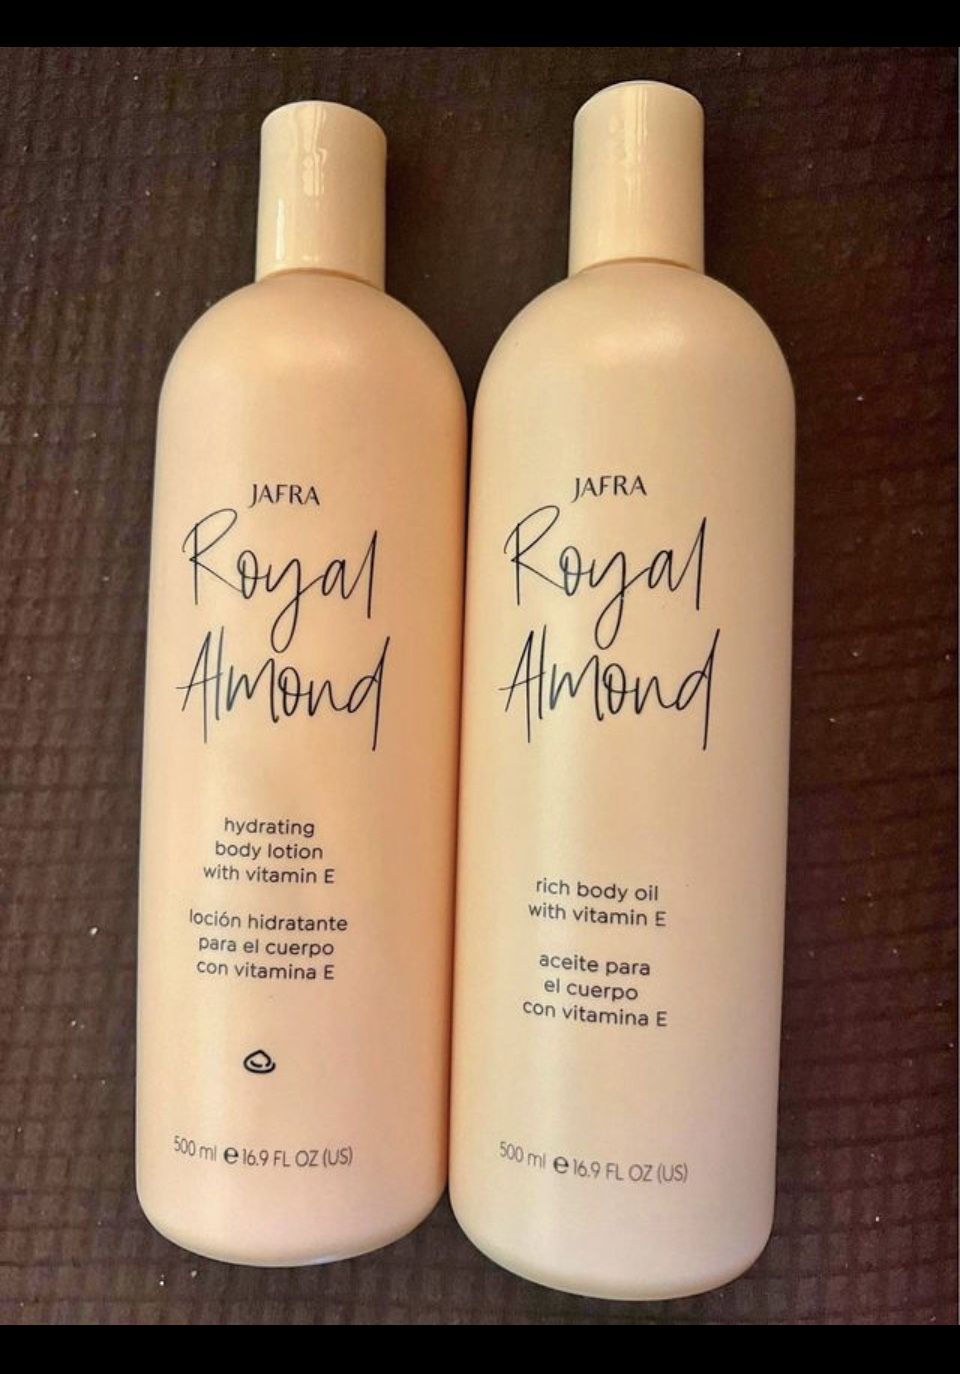 JAFRA
Royal
Almond
hydrating
body lotion
with vitamin E
loción hidratante
para el cuerpo
con vitamina E
500 ml ℮ 16.9 FL OZ (US)
JAFRA
Royal
Almond
rich body oil
with vitamin E
aceite para
el cuerpo
con vitamina E
500 ml ℮ 16.9 FL OZ (US)